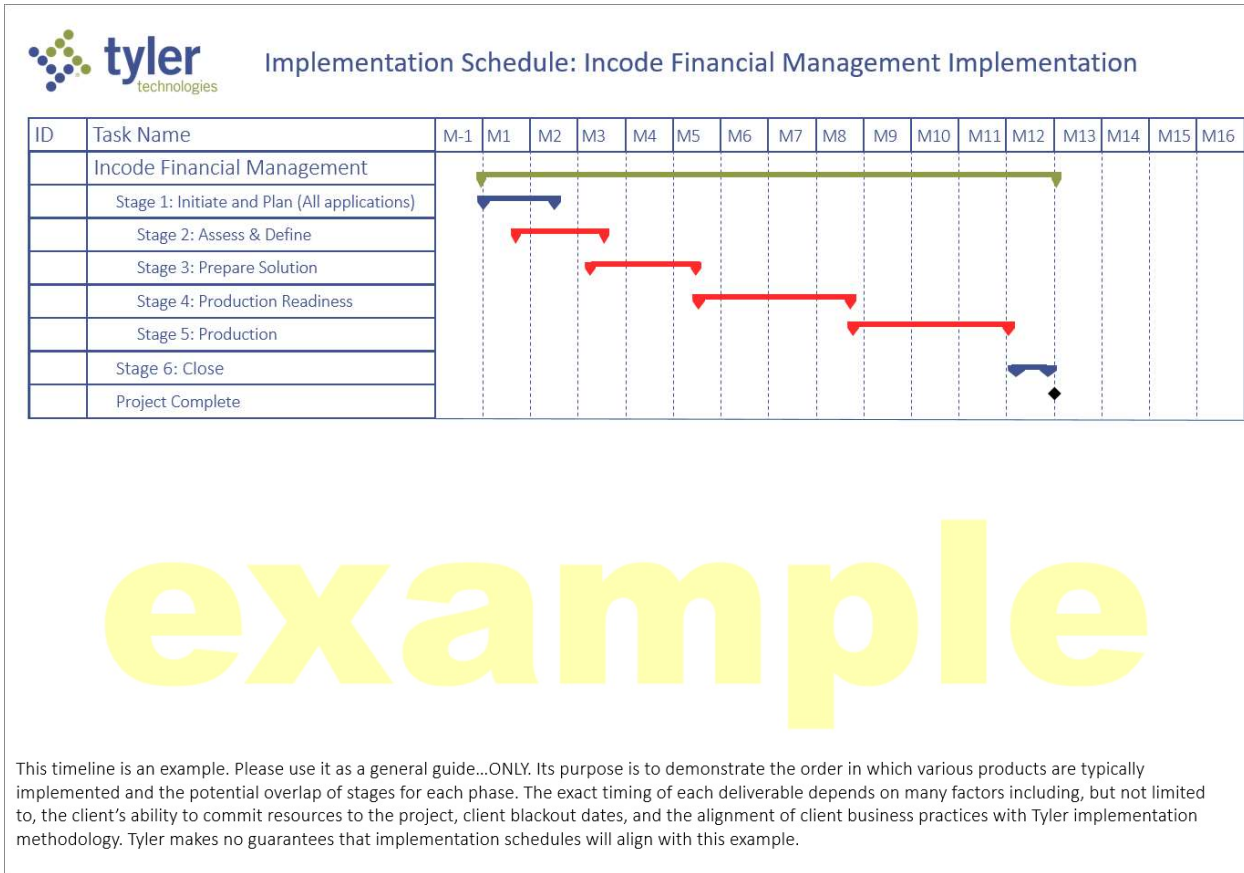 tyler
technologies
Implementation Schedule: Incode Financial Management Implementation
ID Task Name M-1 M1 M2 M3 M4 M5 M6 M7 M8 M9 M10 M11 M12 M13 M14 M15 M16
Incode Financial Management
Stage 1: Initiate and Plan (All applications)
Stage 2: Assess & Define
Stage 3: Prepare Solution
Stage 4: Production Readiness
Stage 5: Production
Stage 6: Close
Project Complete
example
This timeline is an example. Please use it as a general guide...ONLY. Its purpose is to demonstrate the order in which various products are typically
implemented and the potential overlap of stages for each phase. The exact timing of each deliverable depends on many factors including, but not limited
to, the client’s ability to commit resources to the project, client blackout dates, and the alignment of client business practices with Tyler implementation
methodology. Tyler makes no guarantees that implementation schedules will align with this example.